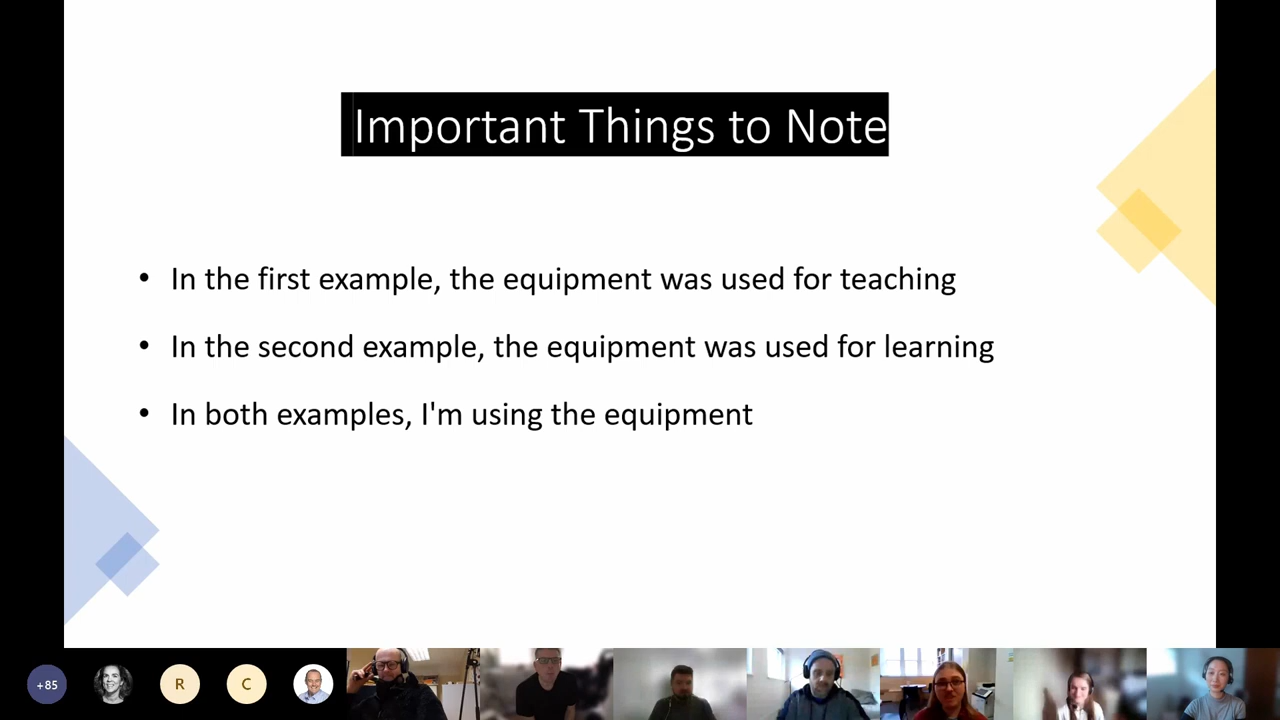 Important Things to Note
• In the first example, the equipment was used for teaching
• In the second example, the equipment was used for learning
• In both examples, I'm using the equipment
+85
R
C